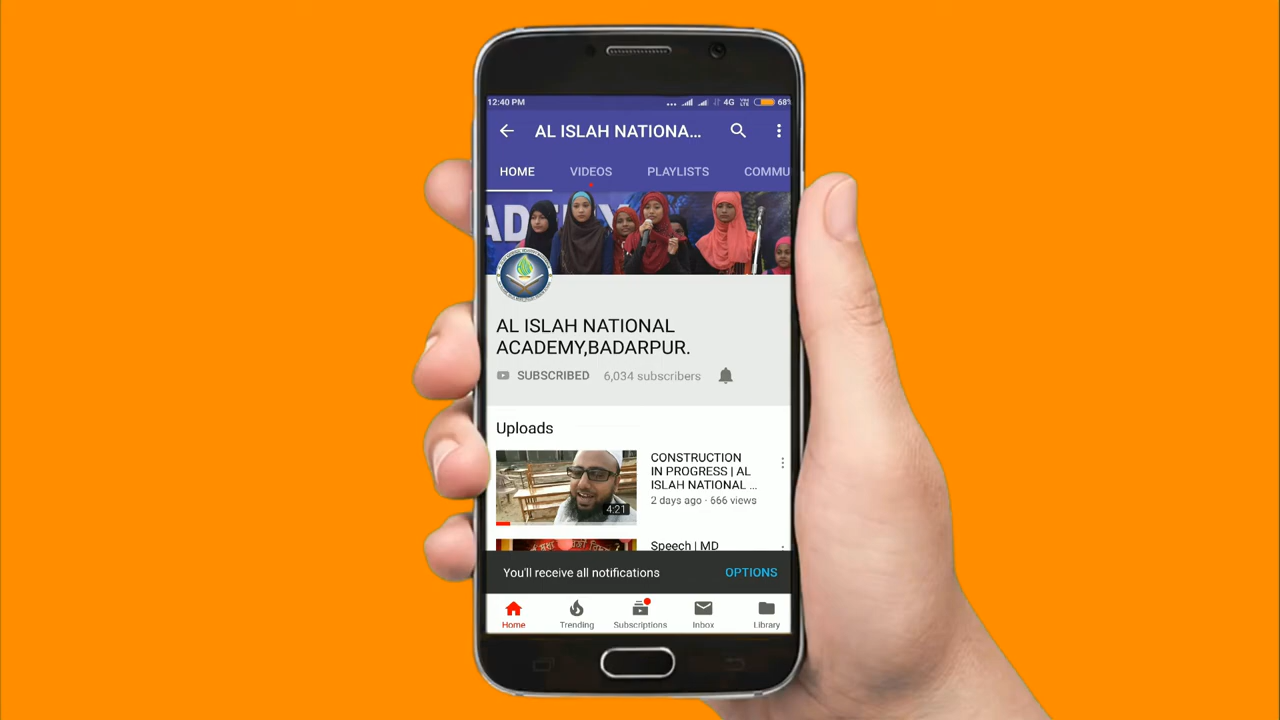 12:40 PM
4G
68%
AL ISLAH NATIONA...
HOME
VIDEOS
PLAYLISTS
COMMU
ADEMY
AL ISLAH NATIONAL
ACADEMY,BADARPUR.
SUBSCRIBED
6,034 subscribers
Uploads
CONSTRUCTION
IN PROGRESS | AL
ISLAH NATIONAL ...
2 days ago · 666 views
4:21
Speech | MD
You'll receive all notifications
OPTIONS
Home
Trending
Subscriptions
Inbox
Library